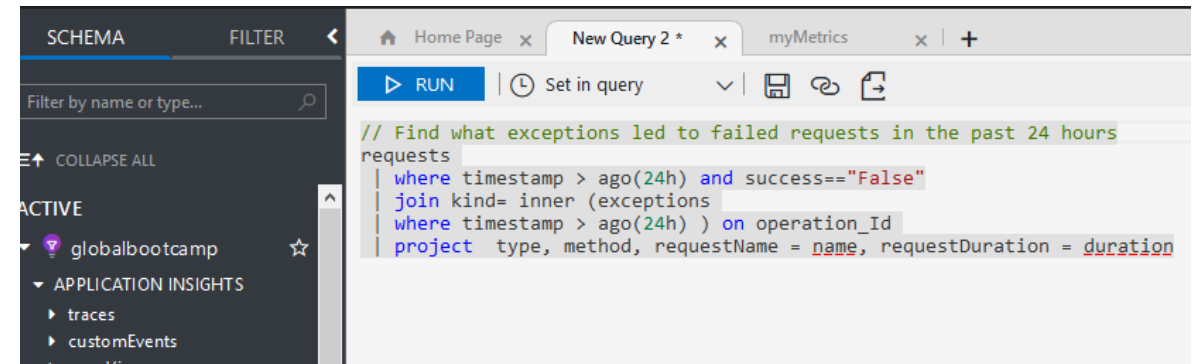 SCHEMA FILTER
Home Page New Query 2 * myMetrics
RUN Set in query
Filter by name or type...
COLLAPSE ALL
ACTIVE
globalbootcamp
APPLICATION INSIGHTS
traces
customEvents
// Find what exceptions led to failed requests in the past 24 hours
requests
| where timestamp > ago(24h) and success=="False"
| join kind= inner (exceptions
| where timestamp > ago(24h) ) on operation_Id
| project  type, method, requestName = name, requestDuration = duration